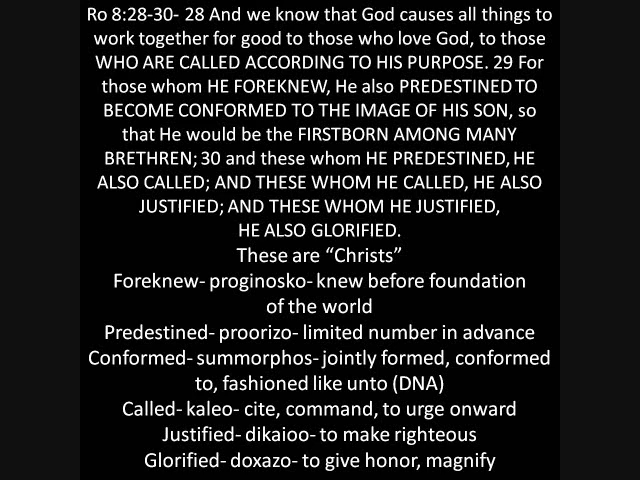 Ro 8:28-30- 28 And we know that God causes all things to
work together for good to those who love God, to those
WHO ARE CALLED ACCORDING TO HIS PURPOSE. 29 For
those whom HE FOREKNEW, He also PREDESTINED TO
BECOME CONFORMED TO THE IMAGE OF HIS SON, so
that He would be the FIRSTBORN AMONG MANY
BRETHREN; 30 and these whom HE PREDESTINED, HE
ALSO CALLED; AND THESE WHOM HE CALLED, HE ALSO
JUSTIFIED; AND THESE WHOM HE JUSTIFIED,
HE ALSO GLORIFIED.
These are “Christs”
Foreknew- proginosko- knew before foundation
of the world
Predestined- proorizo- limited number in advance
Conformed- summorphos- jointly formed, conformed
to, fashioned like unto (DNA)
Called- kaleo- cite, command, to urge onward
Justified- dikaioo- to make righteous
Glorified- doxazo- to give honor, magnify